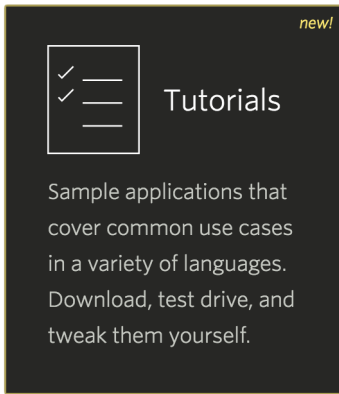 new!
Tutorials
Sample applications that
cover common use cases
in a variety of languages.
Download, test drive, and
tweak them yourself.